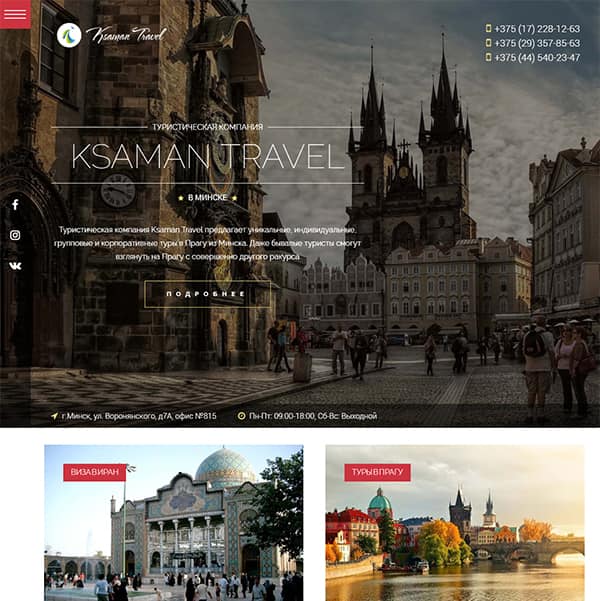 Ksaman Travel
+375 (17) 228-12-63
+375 (29) 357-85-63
+375 (44) 540-23-47
ТУРИСТИЧЕСКАЯ КОМПАНИЯ
KSAMAN TRAVEL
В МИНСКЕ
Туристическая компания Ksaman Travel предлагает уникальные, индивидуальные,
групповые и корпоративные туры в Прагу из Минска. Даже бывалые туристы смогут
взглянуть на Прагу с совершенно другого ракурса.
ПОДРОБНЕЕ
г.Минск, ул. Воронянского, д7А, офис №815
Пн-Пт: 09:00-18:00, Сб-Вс: Выходной
ВИЗА В ИРАН
ТУРЫ В ПРАГУ